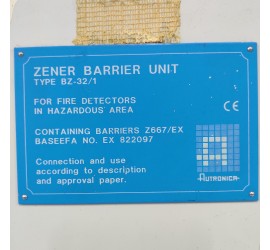 ZENER BARRIER UNIT
TYPE BZ-32/1
FOR FIRE DETECTORS
IN HAZARDOUS AREA
CE
CONTAINING BARRIERS Z667/EX
BASEEFA NO. EX 822097
Connection and use
according to description
and approval paper.
A
AUTRONICA